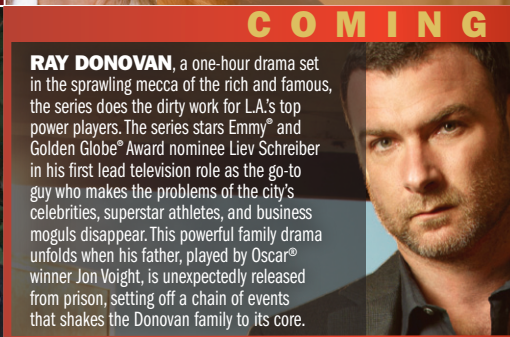 COMING
RAY DONOVAN, a one-hour drama set
in the sprawling mecca of the rich and famous,
the series does the dirty work for L.A.’s top
power players. The series stars Emmy® and
Golden Globe® Award nominee Liev Schreiber
in his first lead television role as the go-to
guy who makes the problems of the city’s
celebrities, superstar athletes, and business
moguls disappear. This powerful family drama
unfolds when his father, played by Oscar®
winner Jon Voight, is unexpectedly released
from prison, setting off a chain of events
that shakes the Donovan family to its core.